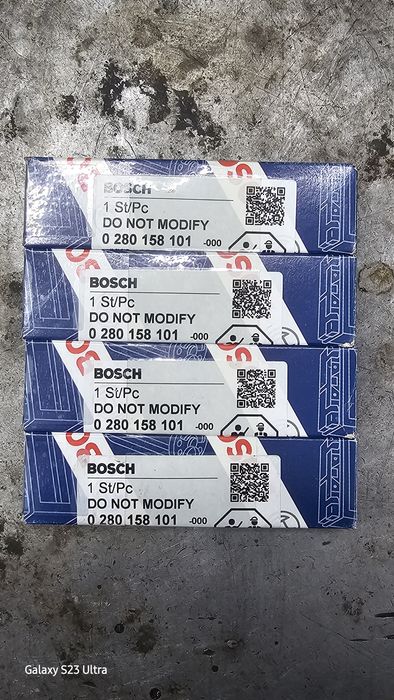 BOSCH
1 St/Pc
DO NOT MODIFY
0 280 158 101 -000
BOSCH
1 St/Pc
DO NOT MODIFY
0 280 158 101 -000
BOSCH
1 St/Pc
DO NOT MODIFY
0 280 158 101 -000
BOSCH
1 St/Pc
DO NOT MODIFY
0 280 158 101 -000
Galaxy S23 Ultra